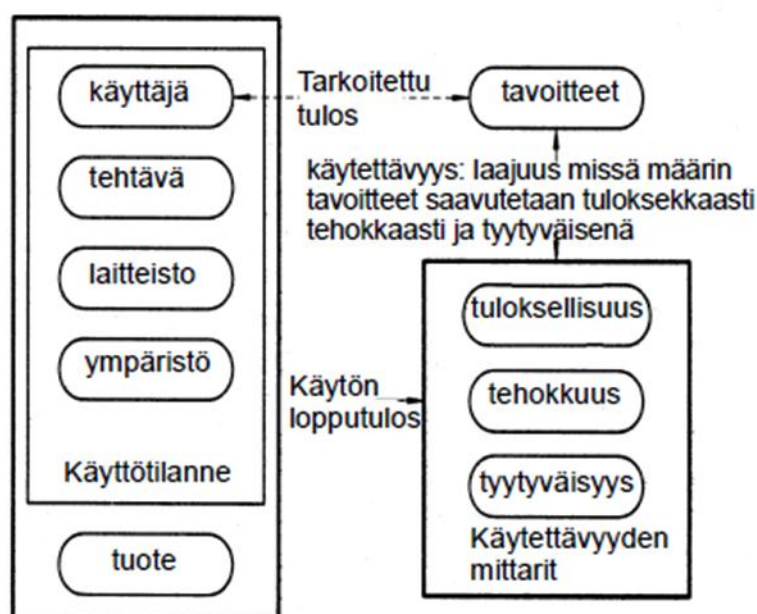 käyttäjä
tehtävä
laitteisto
ympäristö
Käyttötilanne
tuote
Tarkoitettu
tulos
tavoitteet
käytettävyys: laajuus missä määrin
tavoitteet saavutetaan tuloksekkaasti
tehokkaasti ja tyytyväisenä
Käytön
lopputulos
tuloksellisuus
tehokkuus
tyytyväisyys
Käytettävyyden
mittarit